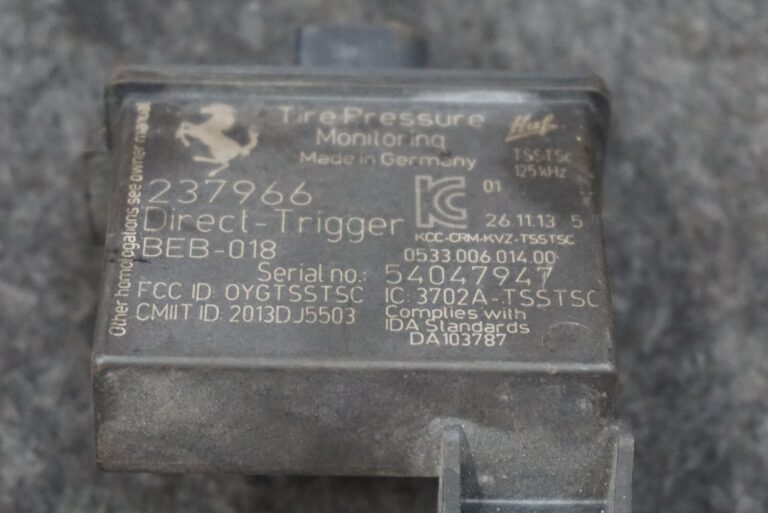 Tire Pressure
Monitoring
Made in Germany
Huf
TSSTSC
125 kHz
237966
Direct-Trigger
BEB-018
01
26.11.13 5
KCC-CRM-KVZ-TSSTSC
0533.006.014.00
Serial no.: 54047947
FCC ID: OYGTSSTSC IC: 3702A-TSSTSC
CMIIT ID: 2013DJ5503
Complies with
IDA Standards
DA103787
Other homologations see owner manual